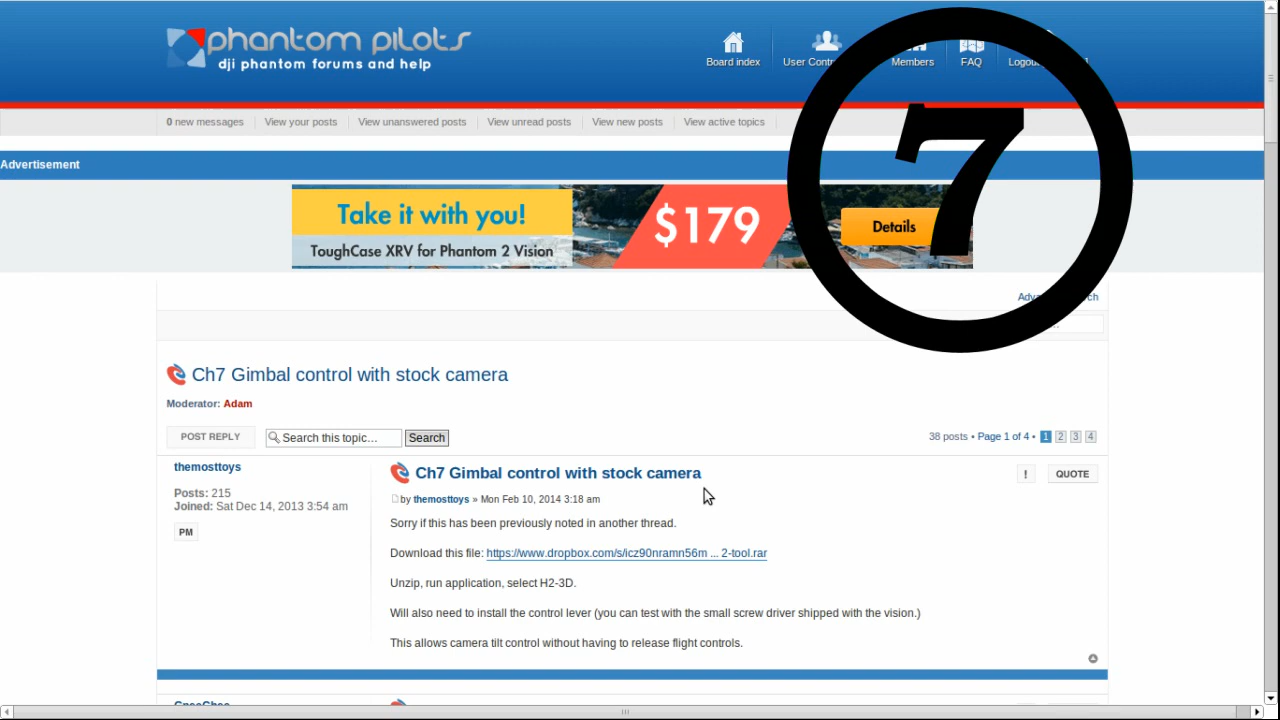 phantom pilots
dji phantom forums and help
Board index
Members
FAQ
0 new messages
View your posts
View unanswered posts
View unread posts
View new posts
View active topics
7
Advertisement
Take it with you!
ToughCase XRV for Phantom 2 Vision
$179
Details
Ch7 Gimbal control with stock camera
Moderator: Adam
POST REPLY
Search this topic…
Search
38 posts • Page 1 of 4 • 1 2 3 4
themosttoys
Posts: 215
Joined: Sat Dec 14, 2013 3:54 am
PM
Ch7 Gimbal control with stock camera
!
QUOTE
by themosttoys » Mon Feb 10, 2014 3:18 am
Sorry if this has been previously noted in another thread.
Download this file: https://www.dropbox.com/s/icz90nramn56m ... 2-tool.rar
Unzip, run application, select H2-3D.
Will also need to install the control lever (you can test with the small screw driver shipped with the vision.)
This allows camera tilt control without having to release flight controls.